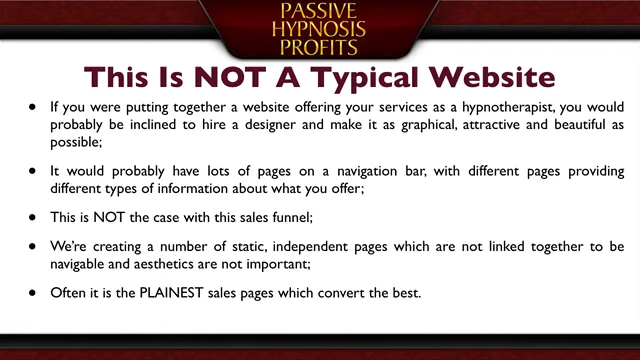 PASSIVE
HYPNOSIS
PROFITS
This Is NOT A Typical Website
● If you were putting together a website offering your services as a hypnotherapist, you would
probably be inclined to hire a designer and make it as graphical, attractive and beautiful as
possible;
● It would probably have lots of pages on a navigation bar, with different pages providing
different types of information about what you offer;
● This is NOT the case with this sales funnel;
● We’re creating a number of static, independent pages which are not linked together to be
navigable and aesthetics are not important;
● Often it is the PLAINEST sales pages which convert the best.